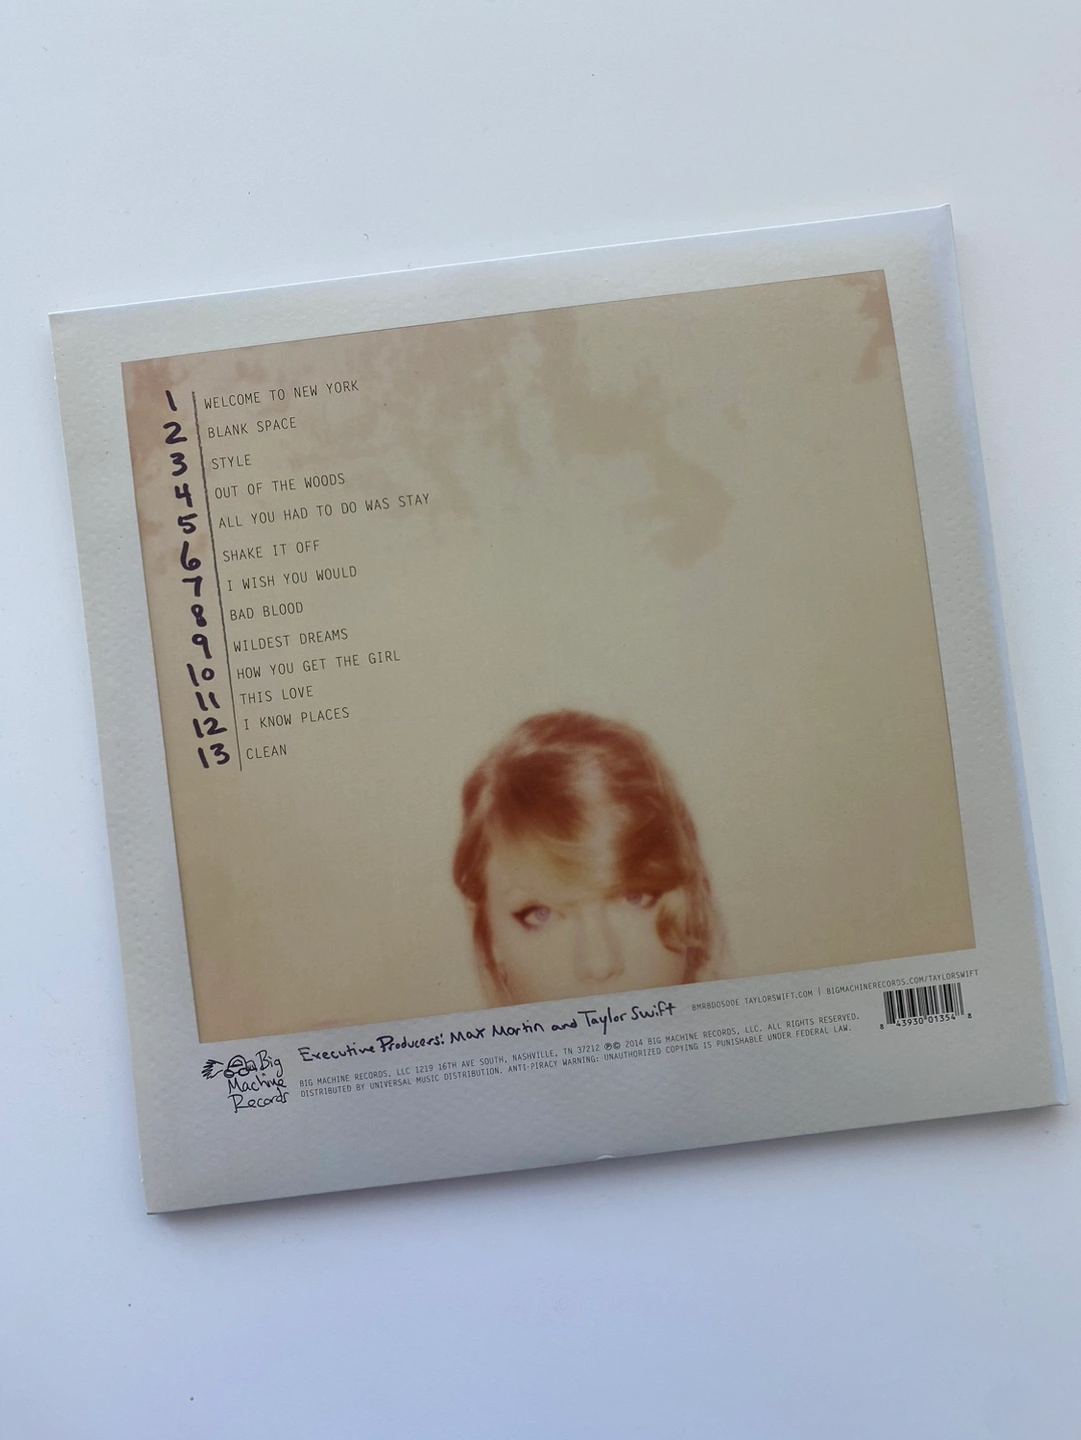 1 WELCOME TO NEW YORK
2 BLANK SPACE
3 STYLE
4 OUT OF THE WOODS
5 ALL YOU HAD TO DO WAS STAY
6 SHAKE IT OFF
7 I WISH YOU WOULD
8 BAD BLOOD
9 WILDEST DREAMS
10 HOW YOU GET THE GIRL
11 THIS LOVE
12 I KNOW PLACES
13 CLEAN
Big
Machine
Records
Executive Producers: Max Martin and Taylor Swift
BMRBD0500E TAYLORSWIFT.COM | BIGMACHINERECORDS.COM/TAYLORSWIFT
BIG MACHINE RECORDS, LLC 1219 16TH AVE SOUTH, NASHVILLE, TN 37212 ℗© 2014 BIG MACHINE RECORDS, LLC. ALL RIGHTS RESERVED.
DISTRIBUTED BY UNIVERSAL MUSIC DISTRIBUTION. ANTI-PIRACY WARNING: UNAUTHORIZED COPYING IS PUNISHABLE UNDER FEDERAL LAW.
8 43930 01354 8